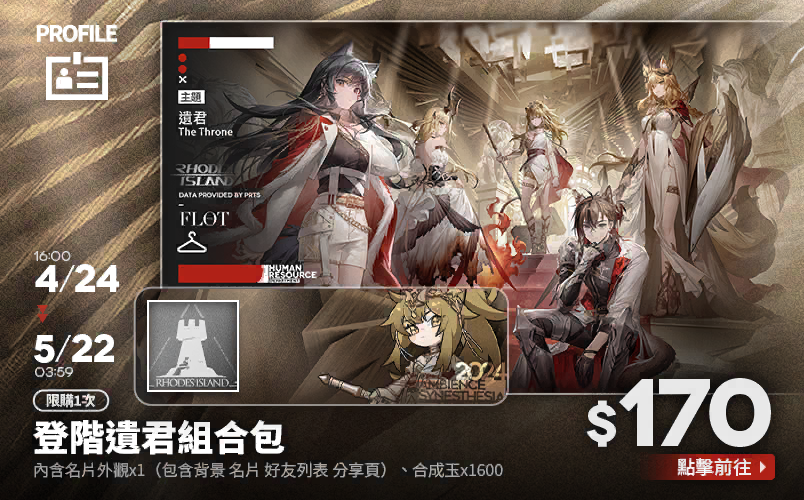 PROFILE
主題
遺君
The Throne
RHODES
ISLAND
DATA PROVIDED BY PRTS
FLOT
HUMAN
RESOURCE
DEPARTMENT
16:00
4/24
5/22
03:59
RHODES ISLAND
2024
AMBIENCE
SYNESTHESIA
限購1次
登階遺君組合包
內含名片外觀x1（包含背景 名片 好友列表 分享頁）、合成玉x1600
$170
點擊前往